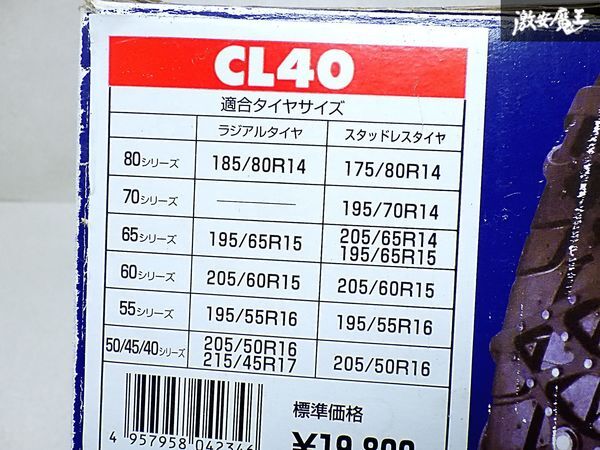 激安魔王
CL40
適合タイヤサイズ
ラジアルタイヤ スタッドレスタイヤ
80シリーズ 185/80R14 175/80R14
70シリーズ ――― 195/70R14
65シリーズ 195/65R15 205/65R14
195/65R15
60シリーズ 205/60R15 205/60R15
55シリーズ 195/55R16 195/55R16
50/45/40シリーズ 205/50R16 205/50R16
215/45R17
標準価格
¥19,800
4 957958 042346